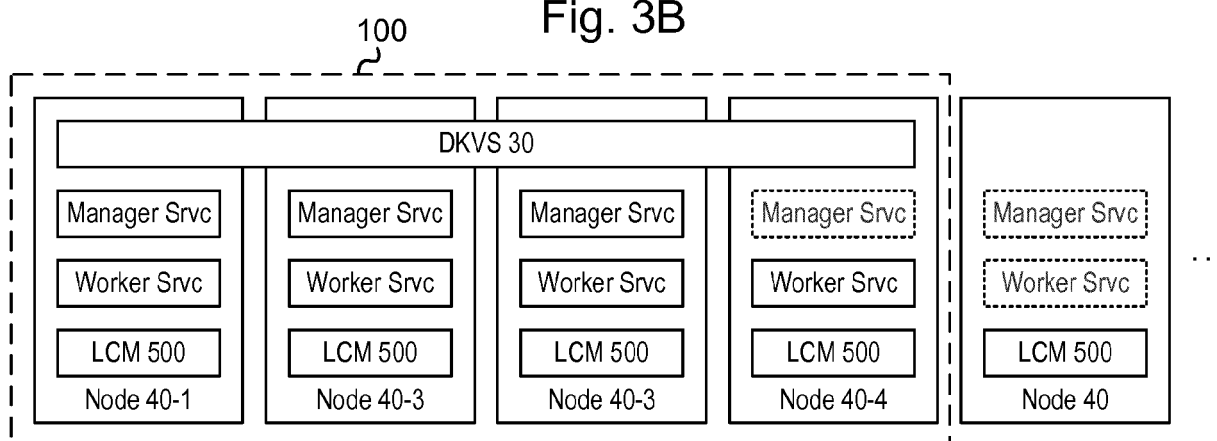 Fig. 3B
100
DKVS 30
Manager Srvc Manager Srvc Manager Srvc Manager Srvc Manager Srvc
Worker Srvc Worker Srvc Worker Srvc Worker Srvc Worker Srvc
LCM 500 LCM 500 LCM 500 LCM 500 LCM 500
Node 40-1 Node 40-3 Node 40-3 Node 40-4 Node 40